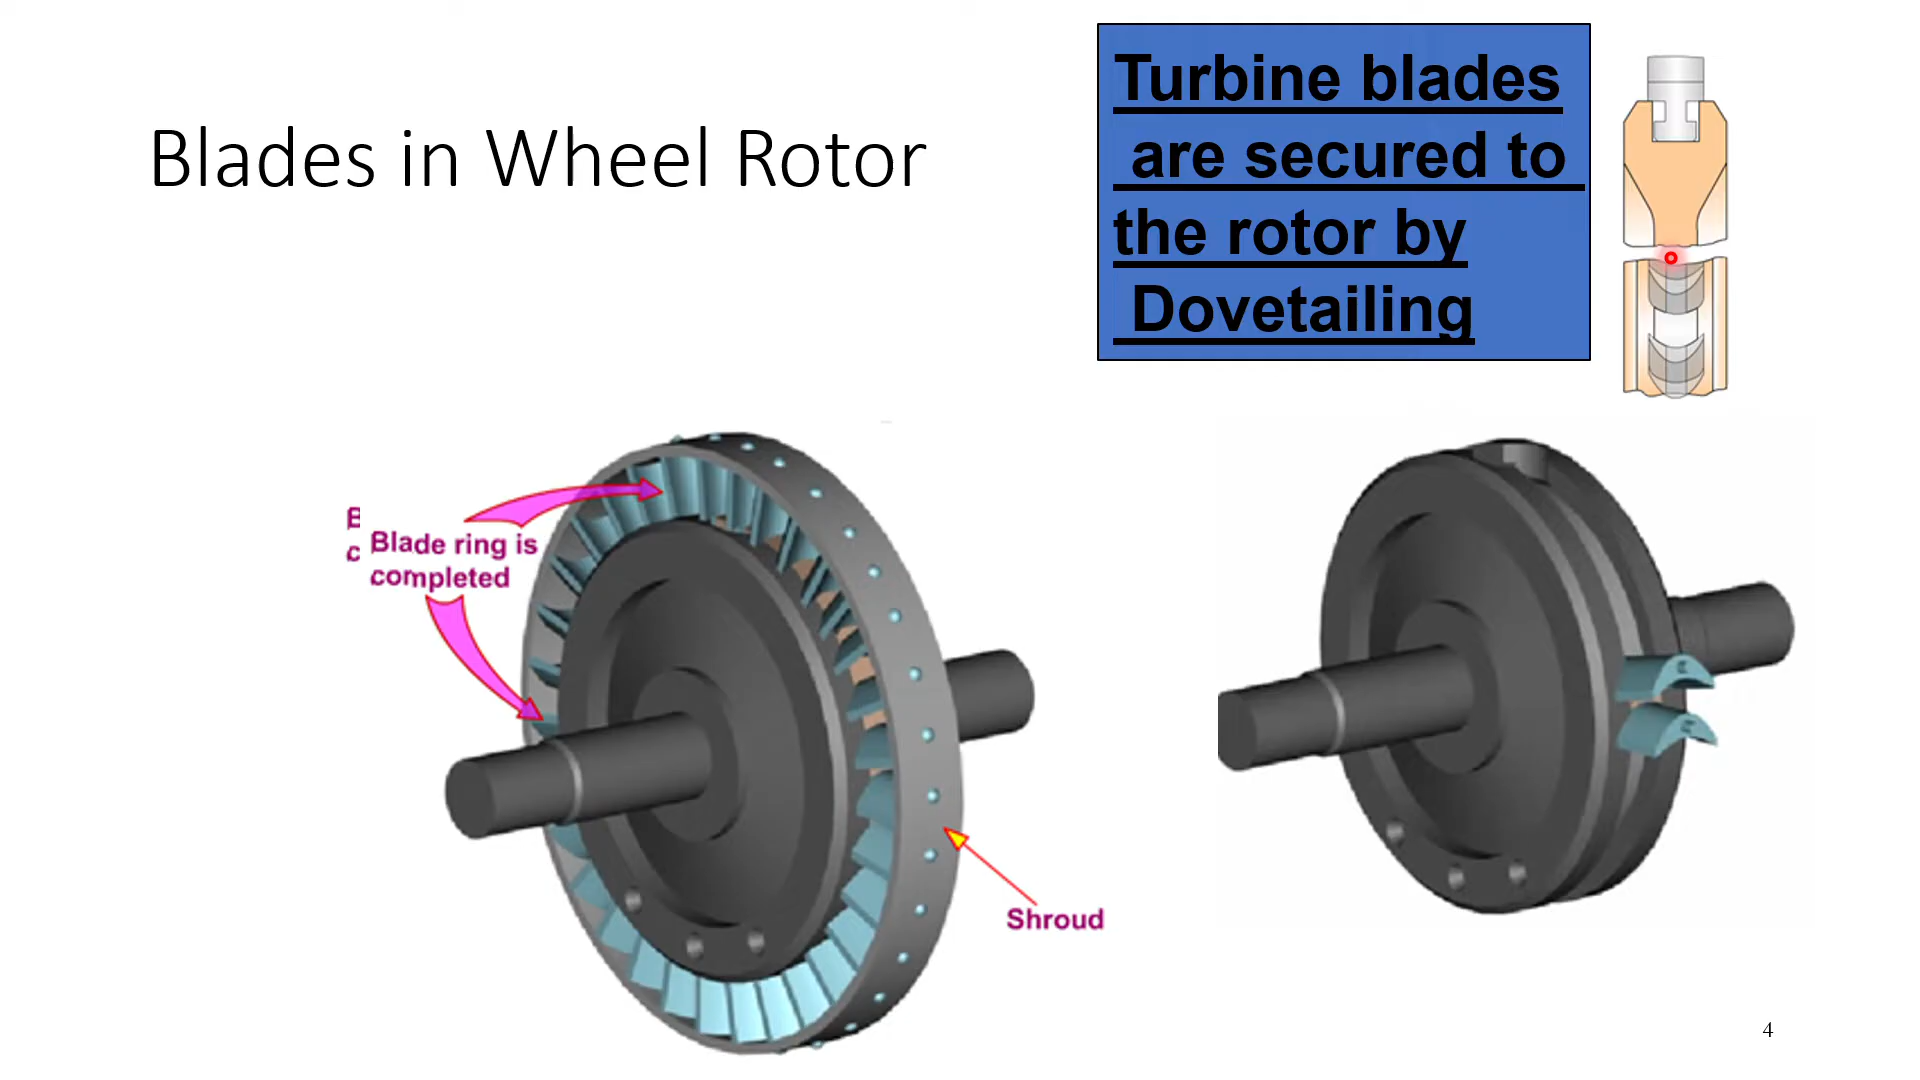 Blades in Wheel Rotor
Turbine blades
are secured to
the rotor by
Dovetailing
B
c
Blade ring is
completed
Shroud
4